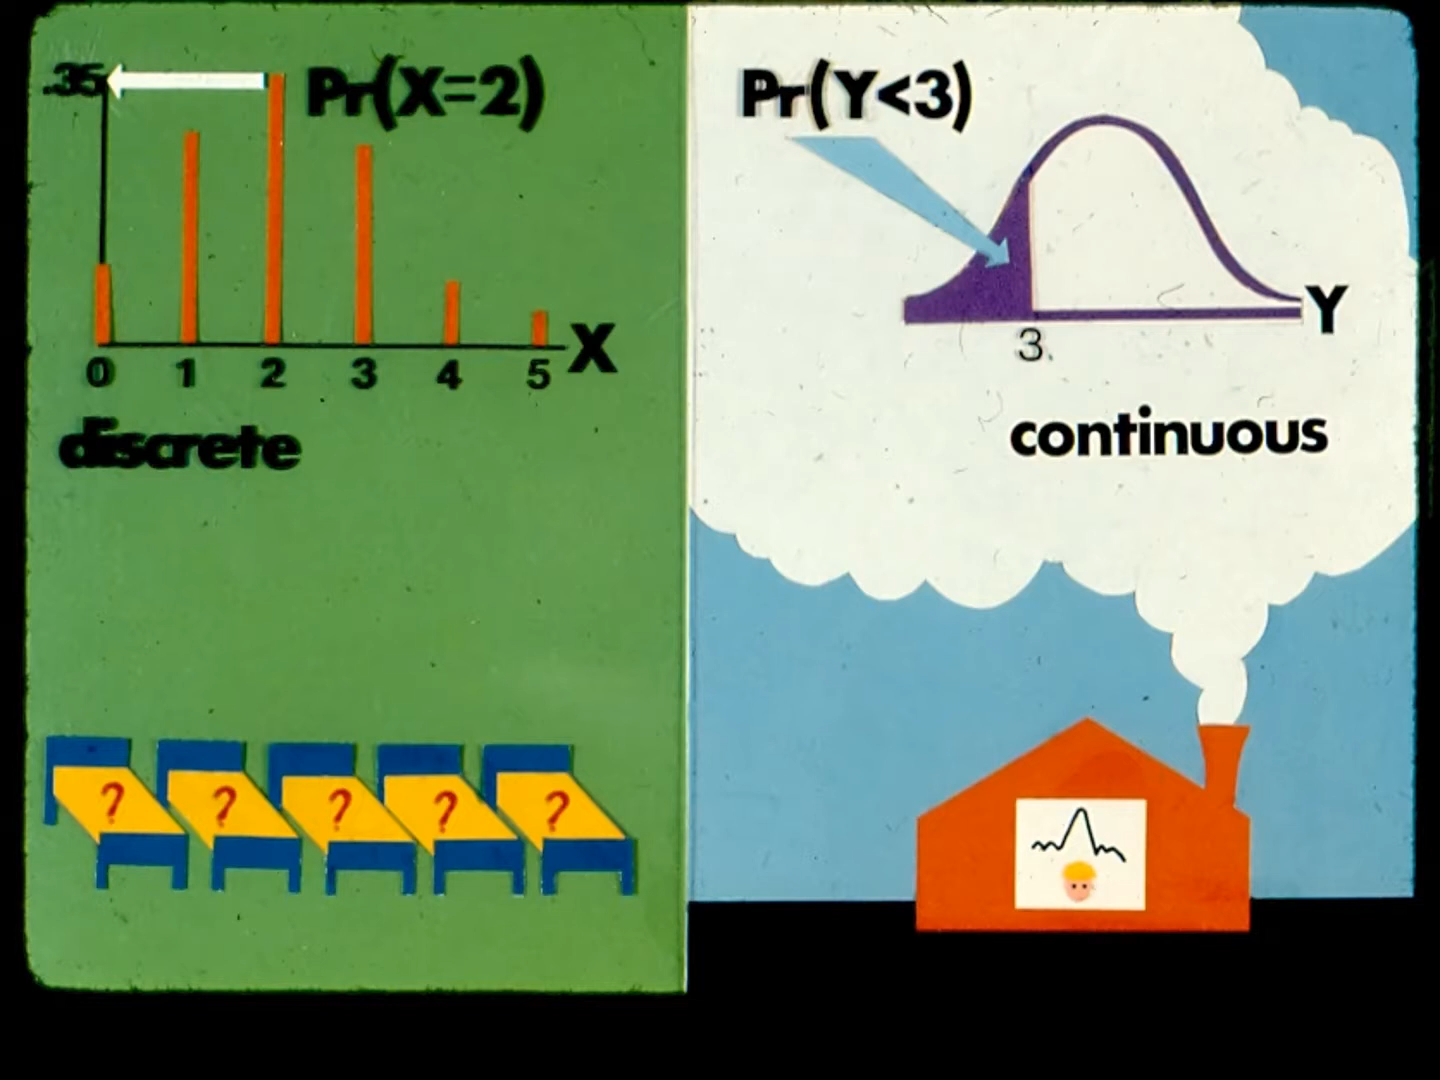 .35
Pr(X=2)
0 1 2 3 4 5 X
discrete
? ? ? ? ?
Pr(Y<3)
Y
3
continuous